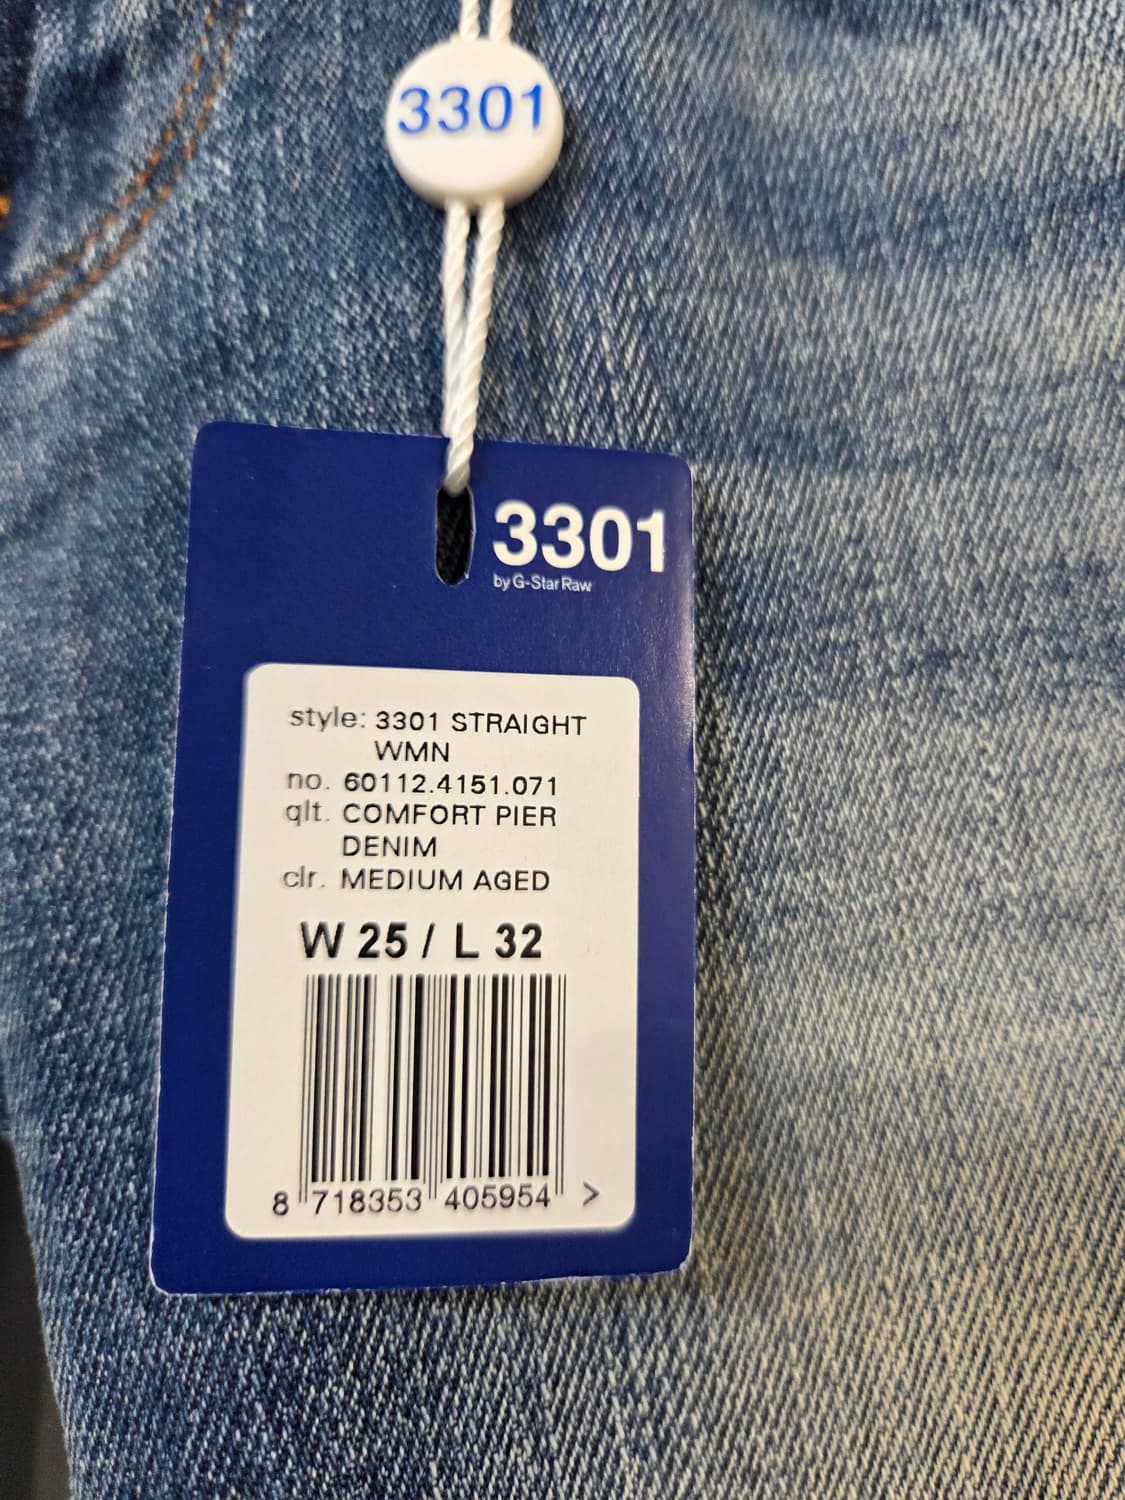 3301
3301
by G-Star Raw
style: 3301 STRAIGHT
WMN
no. 60112.4151.071
qlt. COMFORT PIER
DENIM
clr. MEDIUM AGED
W 25 / L 32
8 718353 405954 >